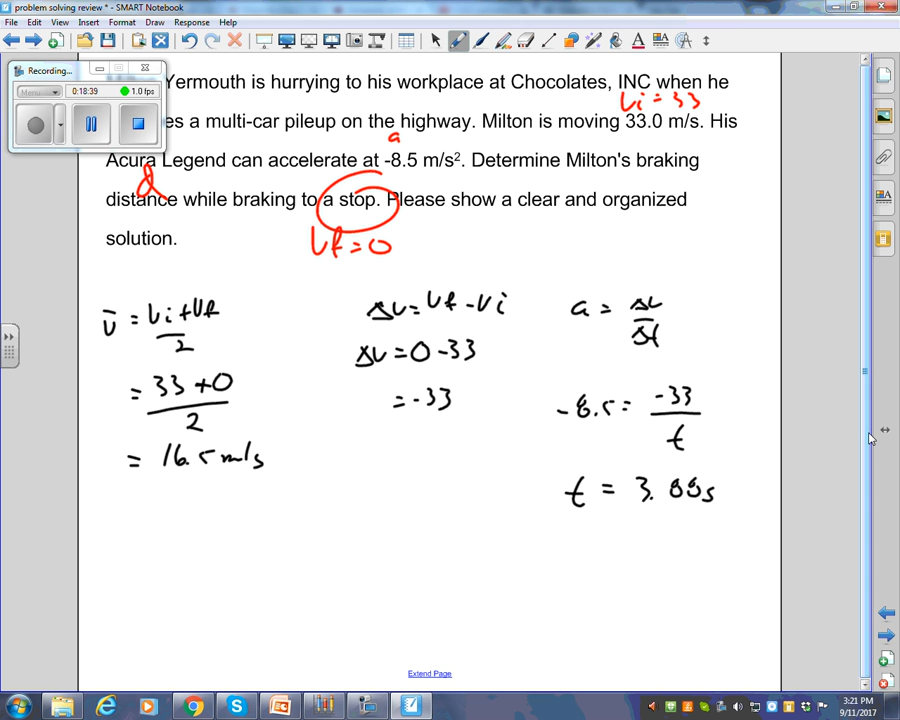 problem solving review * - SMART Notebook
File Edit View Insert Format Draw Response Help
Recording...
Menu
0:18:39
1.0 fps
Yermouth is hurrying to his workplace at Chocolates, INC when he
vi = 33
es a multi-car pileup on the highway. Milton is moving 33.0 m/s. His
a
Acura Legend can accelerate at -8.5 m/s². Determine Milton's braking
d
distance while braking to a stop. Please show a clear and organized
solution.
vf = 0
v̄ = vi + vf / 2
Δv = vf - vi
a = Δv / Δt
Δv = 0 - 33
= 33 + 0 / 2
= -33
-8.5 = -33 / t
= 16.5 m/s
t = 3.88s
Extend Page
3:21 PM
9/11/2017